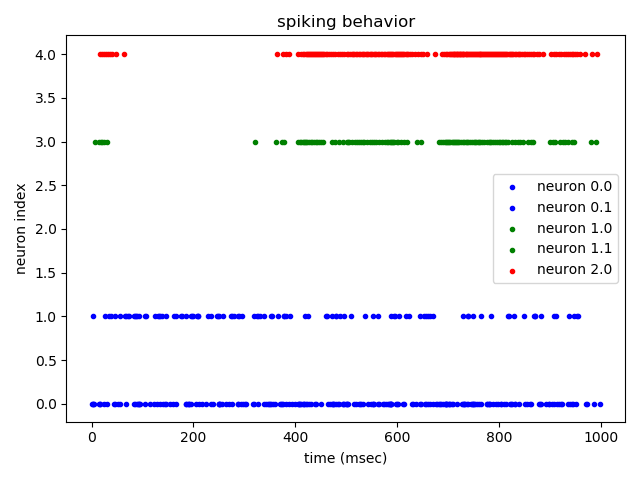 spiking behavior
neuron index
4.0
3.5
3.0
2.5
2.0
1.5
1.0
0.5
0.0
neuron 0.0
neuron 0.1
neuron 1.0
neuron 1.1
neuron 2.0
0 200 400 600 800 1000
time (msec)